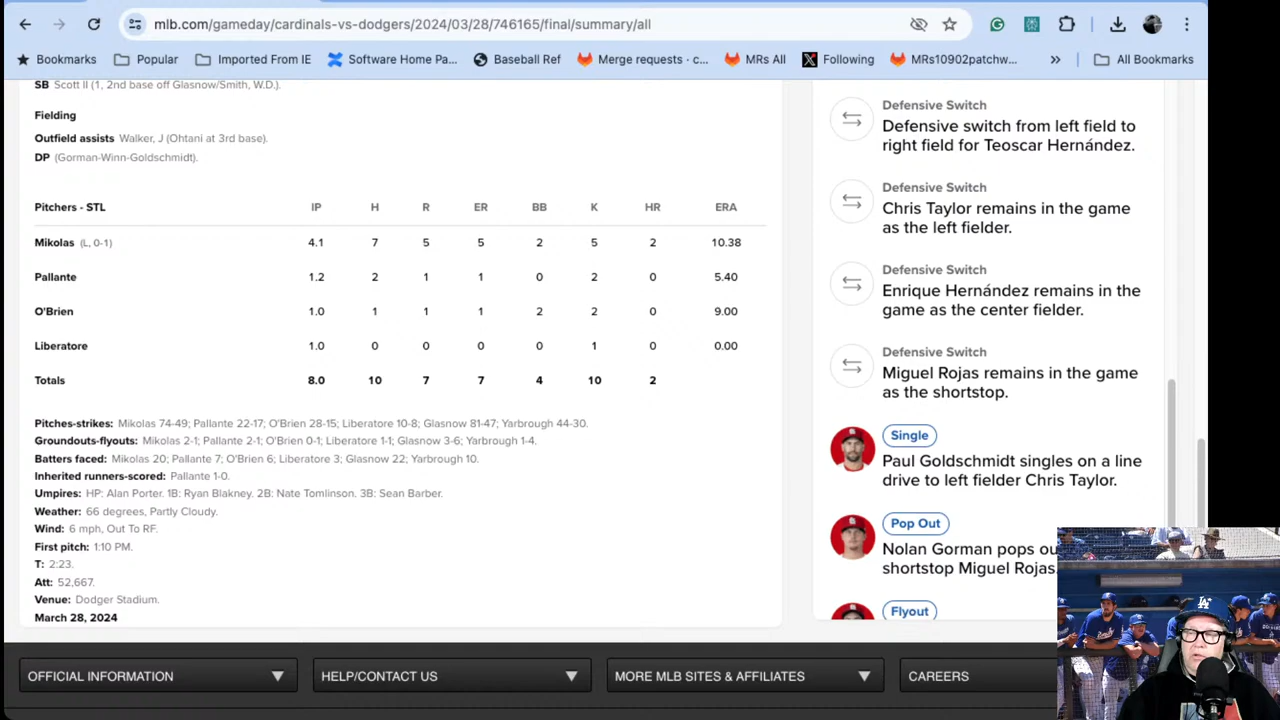 mlb.com/gameday/cardinals-vs-dodgers/2024/03/28/746165/final/summary/all
Bookmarks Popular Imported From IE Software Home Pa... Baseball Ref Merge requests · c... MRs All Following MRs10902patchw... » All Bookmarks
SB Scott II (1, 2nd base off Glasnow/Smith, W.D.).
Fielding
Outfield assists Walker, J (Ohtani at 3rd base).
DP (Gorman-Winn-Goldschmidt).
Pitchers - STL IP H R ER BB K HR ERA
Mikolas (L, 0-1) 4.1 7 5 5 2 5 2 10.38
Pallante 1.2 2 1 1 0 2 0 5.40
O'Brien 1.0 1 1 1 2 2 0 9.00
Liberatore 1.0 0 0 0 0 1 0 0.00
Totals 8.0 10 7 7 4 10 2
Pitches-strikes: Mikolas 74-49; Pallante 22-17; O'Brien 28-15; Liberatore 10-8; Glasnow 81-47; Yarbrough 44-30.
Groundouts-flyouts: Mikolas 2-1; Pallante 2-1; O'Brien 0-1; Liberatore 1-1; Glasnow 3-6; Yarbrough 1-4.
Batters faced: Mikolas 20; Pallante 7; O'Brien 6; Liberatore 3; Glasnow 22; Yarbrough 10.
Inherited runners-scored: Pallante 1-0.
Umpires: HP: Alan Porter. 1B: Ryan Blakney. 2B: Nate Tomlinson. 3B: Sean Barber.
Weather: 66 degrees, Partly Cloudy.
Wind: 6 mph, Out To RF.
First pitch: 1:10 PM.
T: 2:23.
Att: 52,667.
Venue: Dodger Stadium.
March 28, 2024
Defensive Switch
Defensive switch from left field to
right field for Teoscar Hernández.
Defensive Switch
Chris Taylor remains in the game
as the left fielder.
Defensive Switch
Enrique Hernández remains in the
game as the center fielder.
Defensive Switch
Miguel Rojas remains in the game
as the shortstop.
Single
Paul Goldschmidt singles on a line
drive to left fielder Chris Taylor.
Pop Out
Nolan Gorman pops ou
shortstop Miguel Rojas.
Flyout
OFFICIAL INFORMATION HELP/CONTACT US MORE MLB SITES & AFFILIATES CAREERS
LA